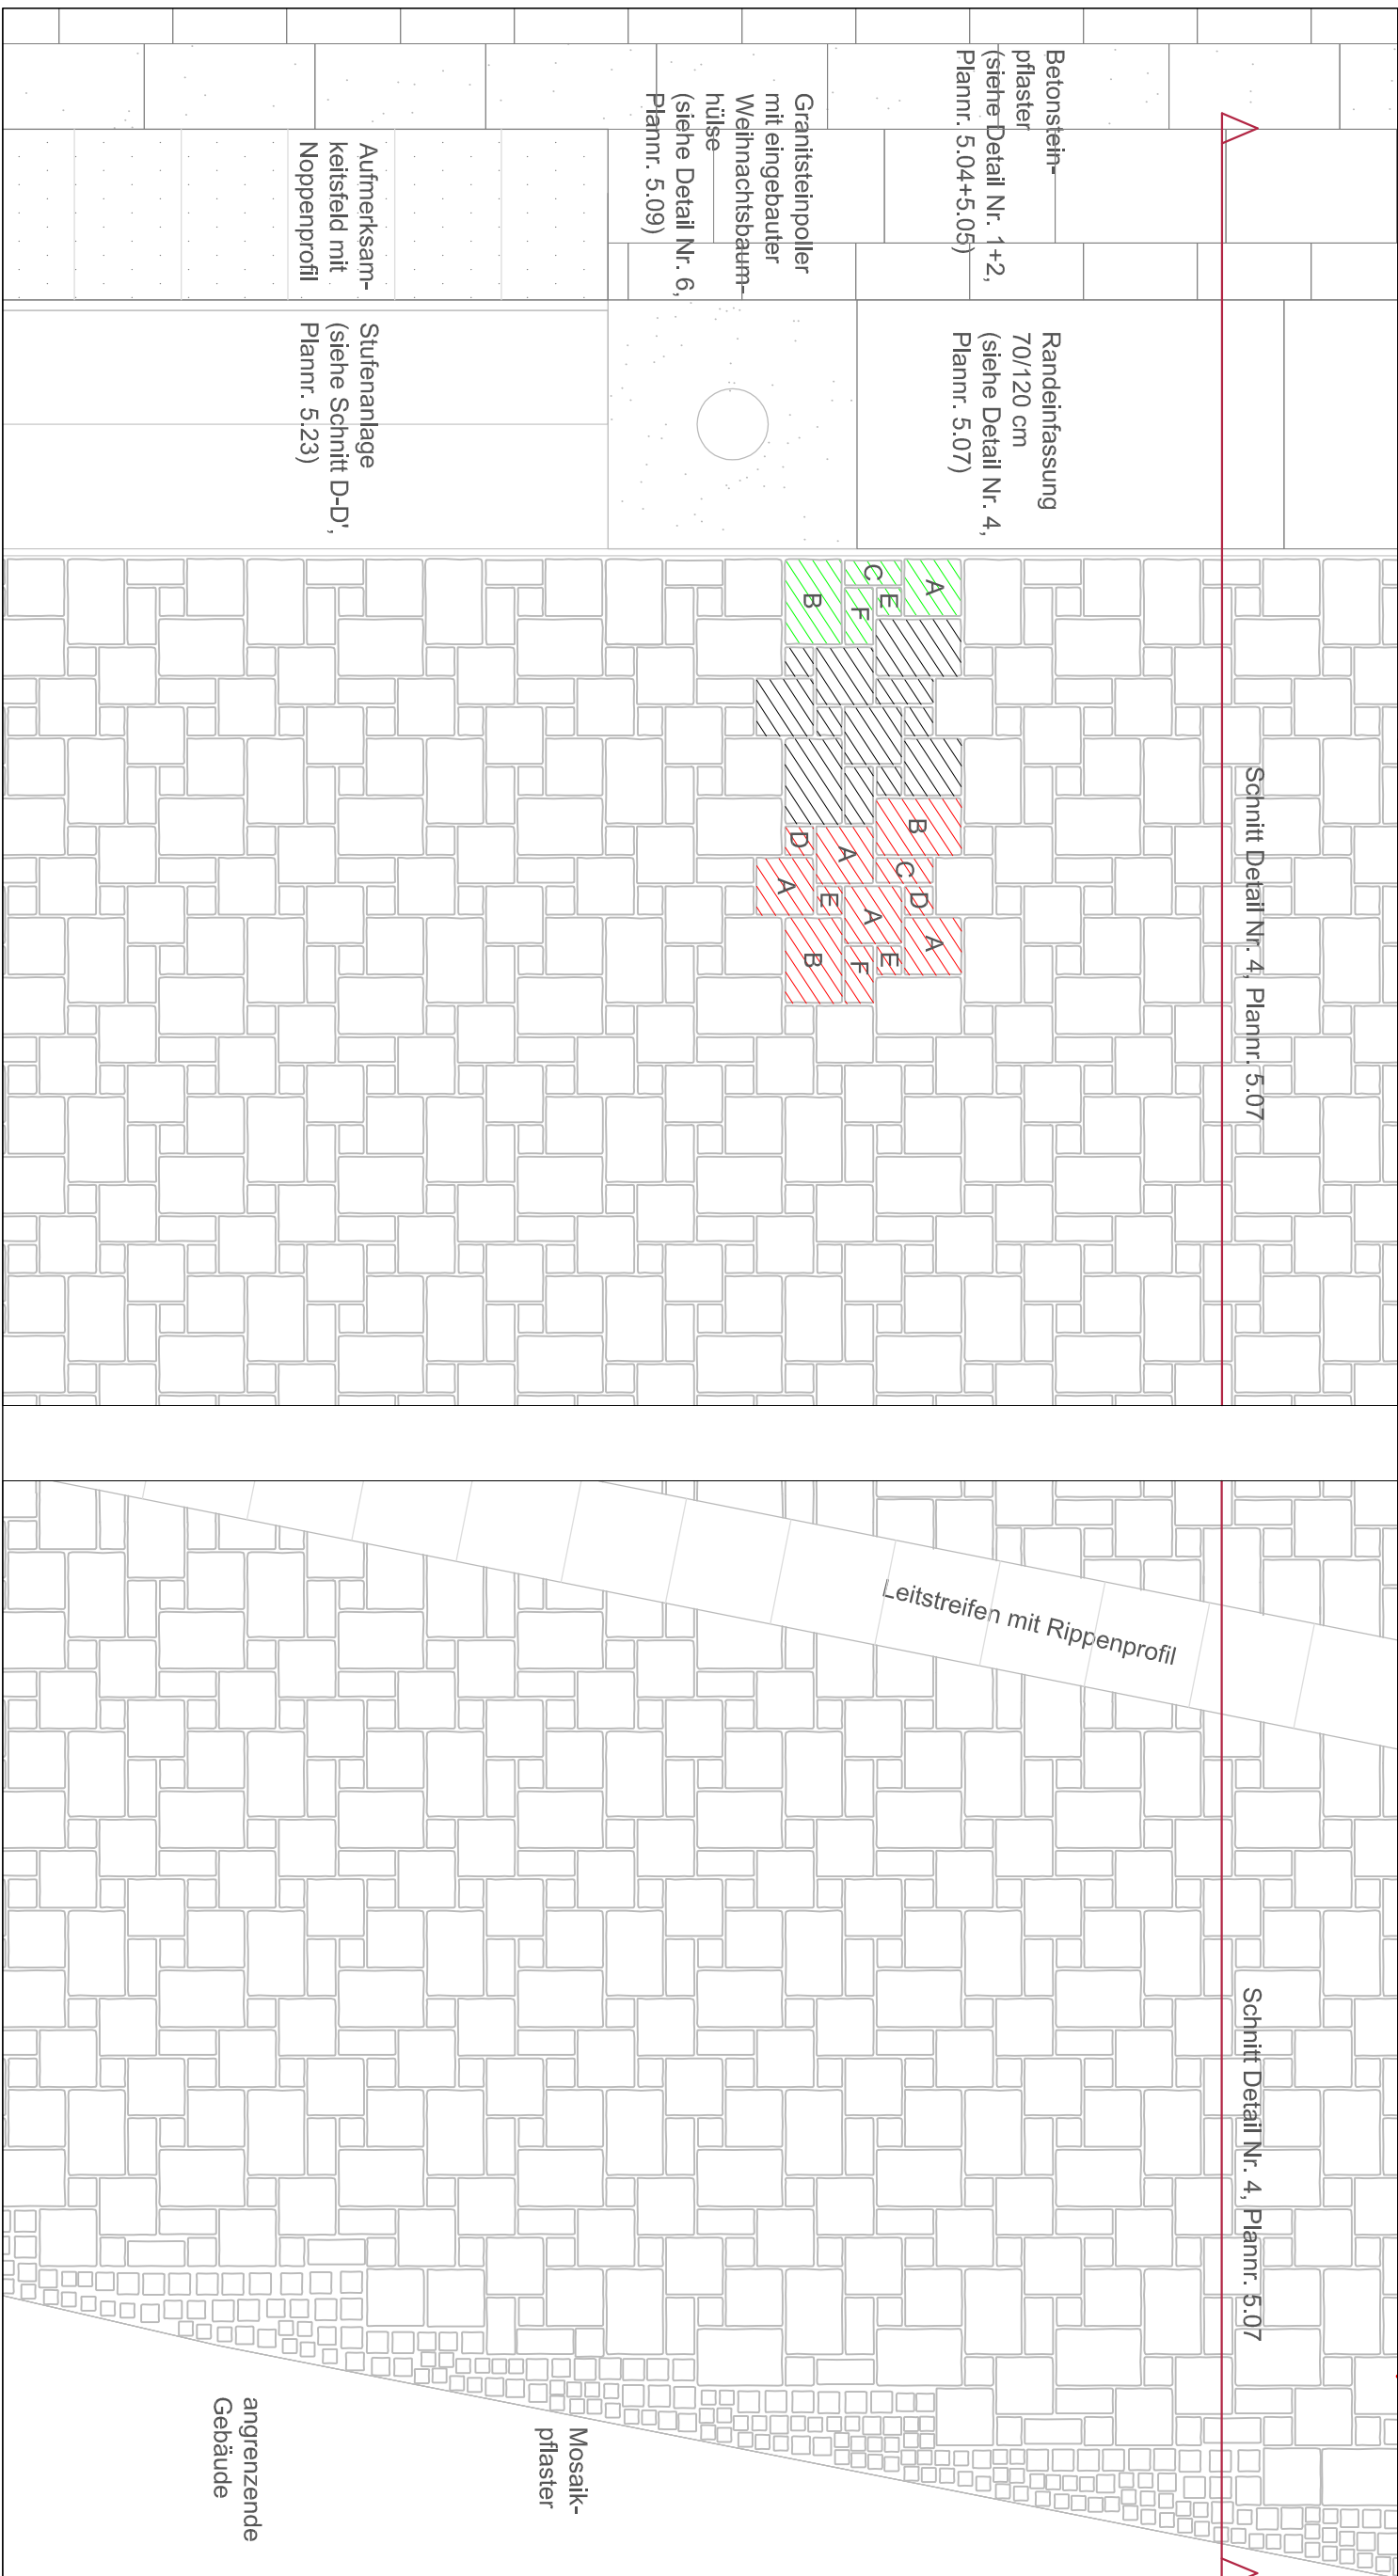 Betonstein-
pflaster
(siehe Detail Nr. 1+2,
Plannr. 5.04+5.05)
Granitsteinpoller
mit eingebauter
Weihnachtsbaum-
hülse
(siehe Detail Nr. 6,
Plannr. 5.09)
Aufmerksam-
keitsfeld mit
Noppenprofil
Randeinfassung
70/120 cm
(siehe Detail Nr. 4,
Plannr. 5.07)
Stufenanlage
(siehe Schnitt D-D',
Plannr. 5.23)
A
C
E
F
B
B
D
A
C
A
E
A
D
A
B
F
E
Schnitt Detail Nr. 4, Plannr. 5.07
Leitstreifen mit Rippenprofil
Schnitt Detail Nr. 4, Plannr. 5.07
Mosaik-
pflaster
angrenzende
Gebäude